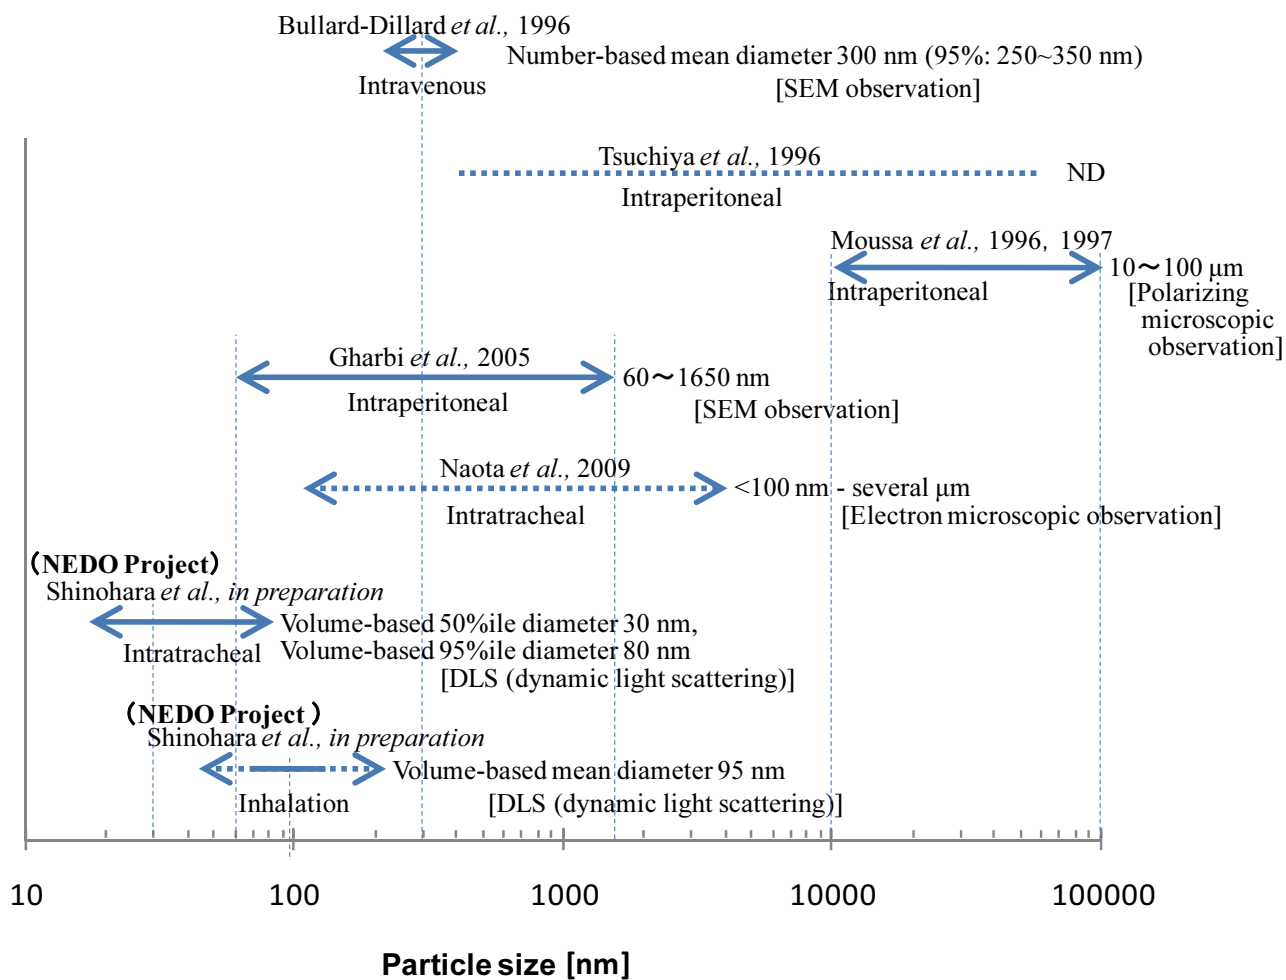 Bullard-Dillard et al., 1996
Number-based mean diameter 300 nm (95%: 250~350 nm)
Intravenous
[SEM observation]
Tsuchiya et al., 1996
ND
Intraperitoneal
Moussa et al., 1996, 1997
10～100 μm
Intraperitoneal
[Polarizing
microscopic
observation]
Gharbi et al., 2005
60～1650 nm
Intraperitoneal
[SEM observation]
Naota et al., 2009
<100 nm - several μm
Intratracheal
[Electron microscopic observation]
（NEDO Project）
Shinohara et al., in preparation
Volume-based 50%ile diameter 30 nm,
Intratracheal
Volume-based 95%ile diameter 80 nm
[DLS (dynamic light scattering)]
（NEDO Project ）
Shinohara et al., in preparation
Volume-based mean diameter 95 nm
Inhalation
[DLS (dynamic light scattering)]
10 100 1000 10000 100000
Particle size [nm]